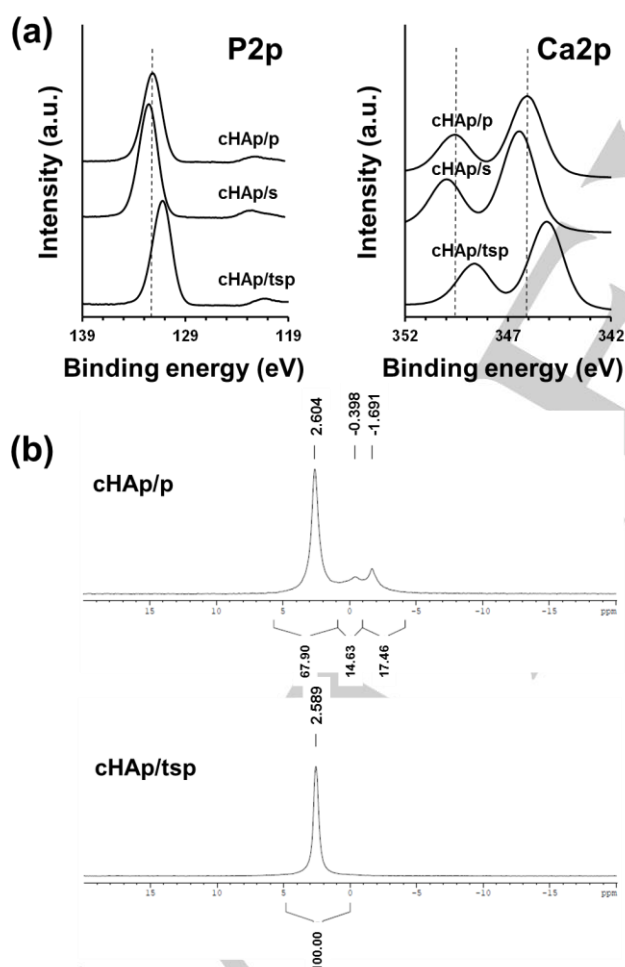 (a)
P2p
Ca2p
Intensity (a.u.)
cHAp/p
cHAp/s
cHAp/tsp
139
129
119
Binding energy (eV)
Intensity (a.u.)
cHAp/p
cHAp/s
cHAp/tsp
352
347
342
Binding energy (eV)
(b)
2.604
-0.398
-1.691
cHAp/p
15 10 5 0 -5 -10 -15 ppm
67.90
14.63
17.46
2.589
cHAp/tsp
15 10 5 0 -5 -10 -15 ppm
100.00